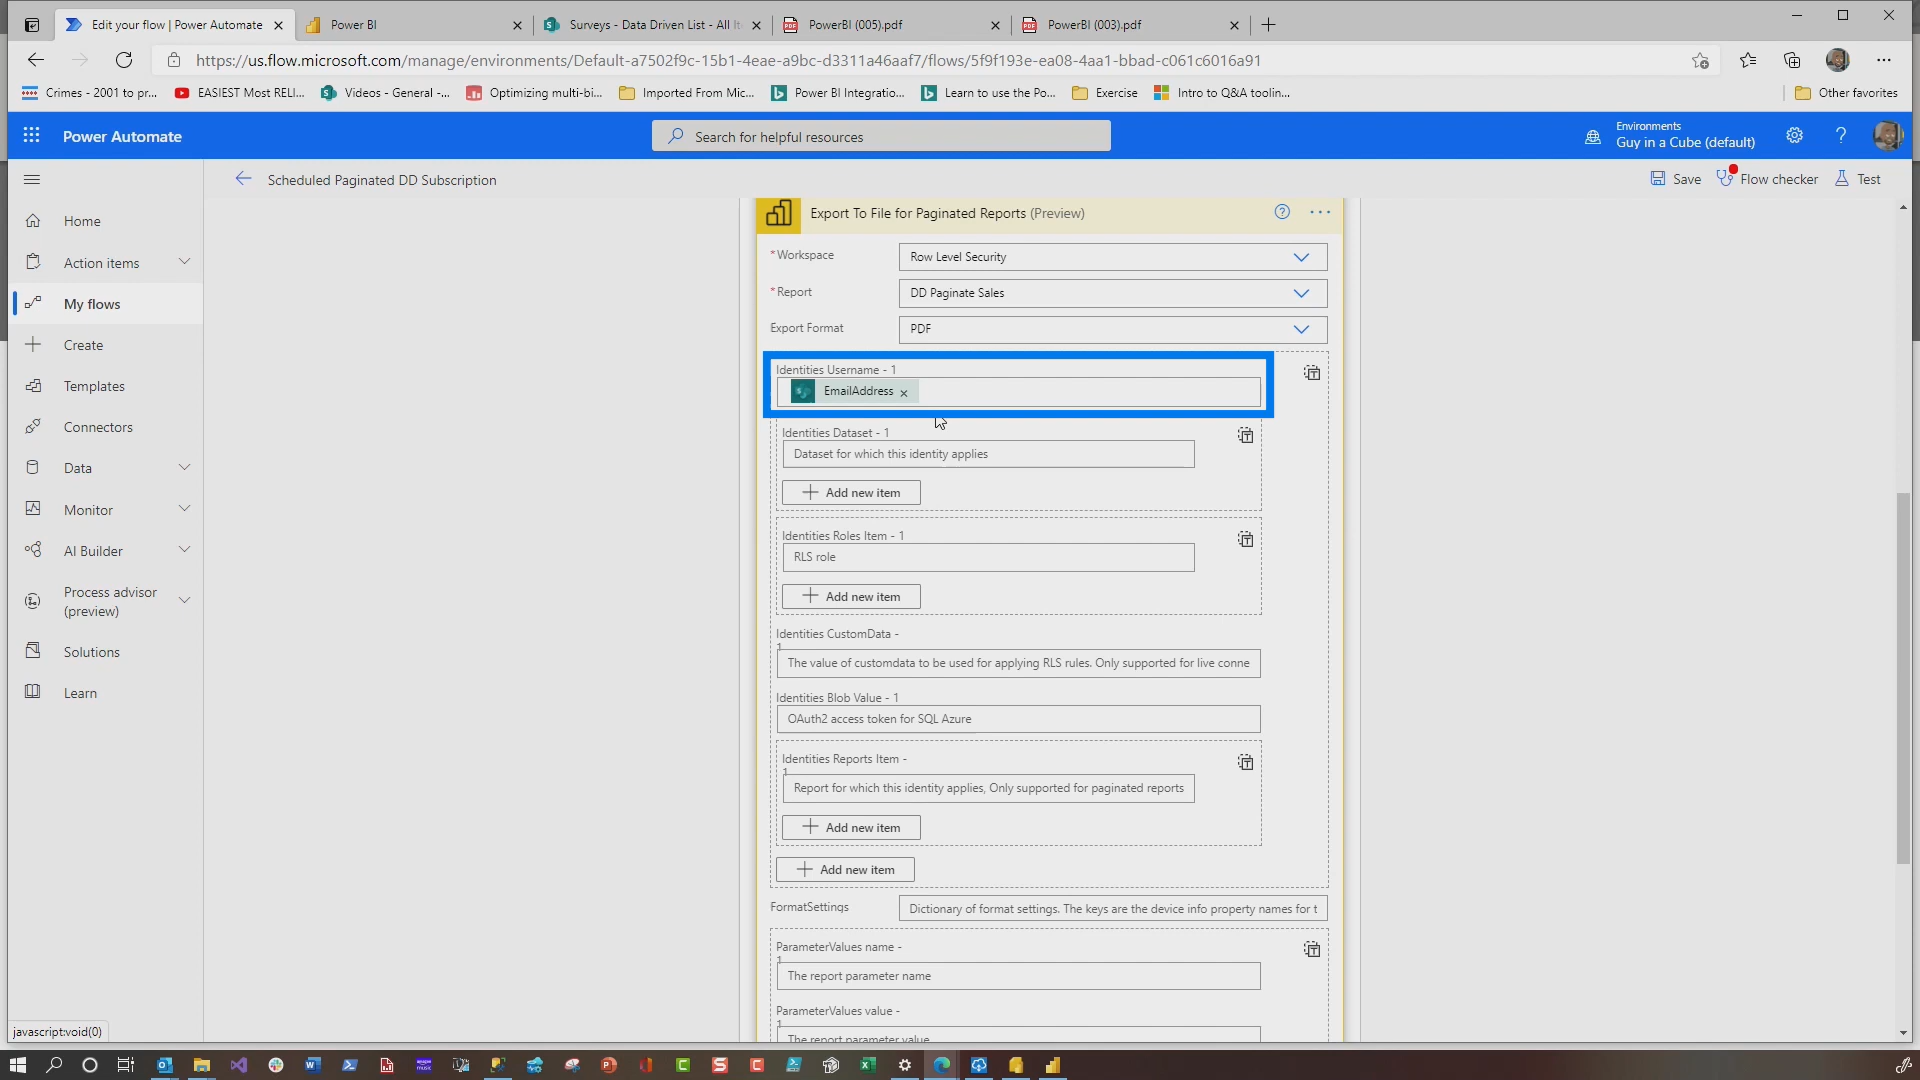 Edit your flow | Power Automate
Power BI
Surveys - Data Driven List - All It
PowerBI (005).pdf
PowerBI (003).pdf
https://us.flow.microsoft.com/manage/environments/Default-a7502f9c-15b1-4eae-a9bc-d3311a46aaf7/flows/5f9f193e-ea08-4aa1-bbad-c061c6016a91
Crimes - 2001 to pr...
EASIEST Most RELI...
Videos - General -...
Optimizing multi-bi...
Imported From Mic...
Power BI Integratio...
Learn to use the Po...
Exercise
Intro to Q&A toolin...
Other favorites
Power Automate
Search for helpful resources
Environments
Guy in a Cube (default)
Scheduled Paginated DD Subscription
Save
Flow checker
Test
Home
Action items
My flows
Create
Templates
Connectors
Data
Monitor
AI Builder
Process advisor
(preview)
Solutions
Learn
Export To File for Paginated Reports (Preview)
*Workspace
Row Level Security
*Report
DD Paginate Sales
Export Format
PDF
Identities Username - 1
EmailAddress ×
Identities Dataset - 1
Dataset for which this identity applies
Add new item
Identities Roles Item - 1
RLS role
Add new item
Identities CustomData -
1
The value of customdata to be used for applying RLS rules. Only supported for live conne
Identities Blob Value - 1
OAuth2 access token for SQL Azure
Identities Reports Item -
1
Report for which this identity applies, Only supported for paginated reports
Add new item
Add new item
FormatSettings
Dictionary of format settings. The keys are the device info property names for t
ParameterValues name -
1
The report parameter name
ParameterValues value -
1
The report parameter value
javascript:void(0)